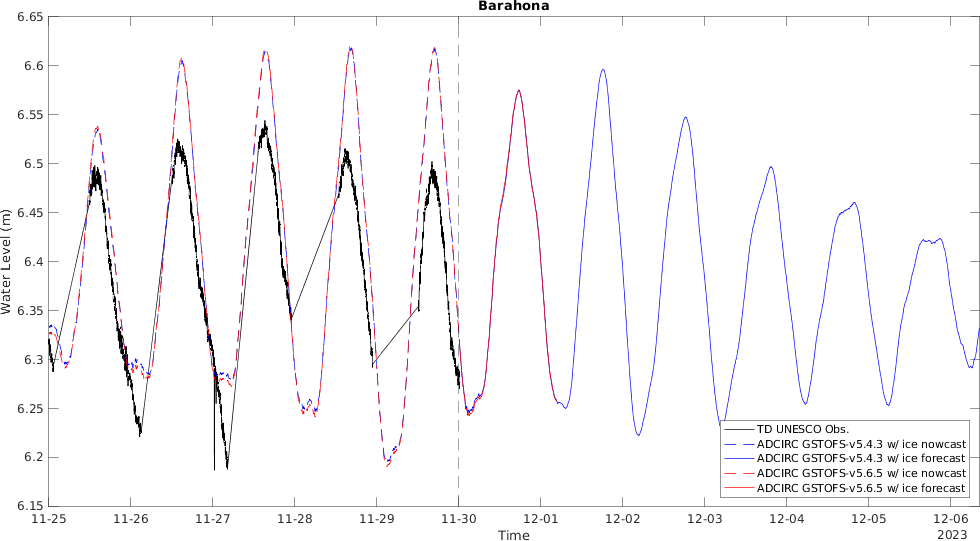 Barahona
6.65
6.6
6.55
6.5
6.45
6.4
6.35
6.3
6.25
6.2
6.15
Water Level (m)
TD UNESCO Obs.
ADCIRC GSTOFS-v5.4.3 w/ ice nowcast
ADCIRC GSTOFS-v5.4.3 w/ ice forecast
ADCIRC GSTOFS-v5.6.5 w/ ice nowcast
ADCIRC GSTOFS-v5.6.5 w/ ice forecast
11-25 11-26 11-27 11-28 11-29 11-30 12-01 12-02 12-03 12-04 12-05 12-06
Time
2023